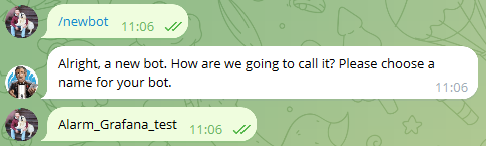 /newbot
11:06
Alright, a new bot. How are we going to call it? Please choose a
name for your bot.
11:06
Alarm_Grafana_test
11:06